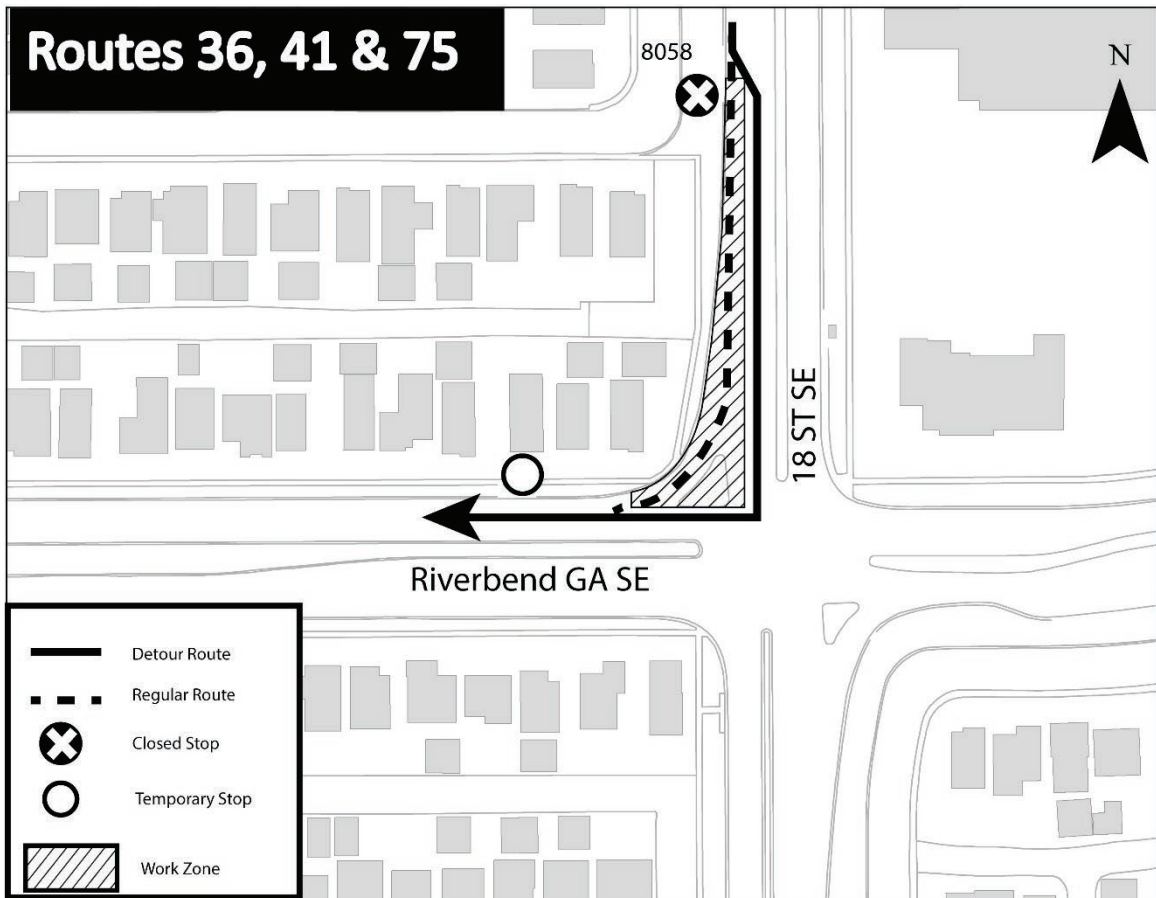 Routes 36, 41 & 75
8058
N
18 ST SE
Riverbend GA SE
Detour Route
Regular Route
Closed Stop
Temporary Stop
Work Zone